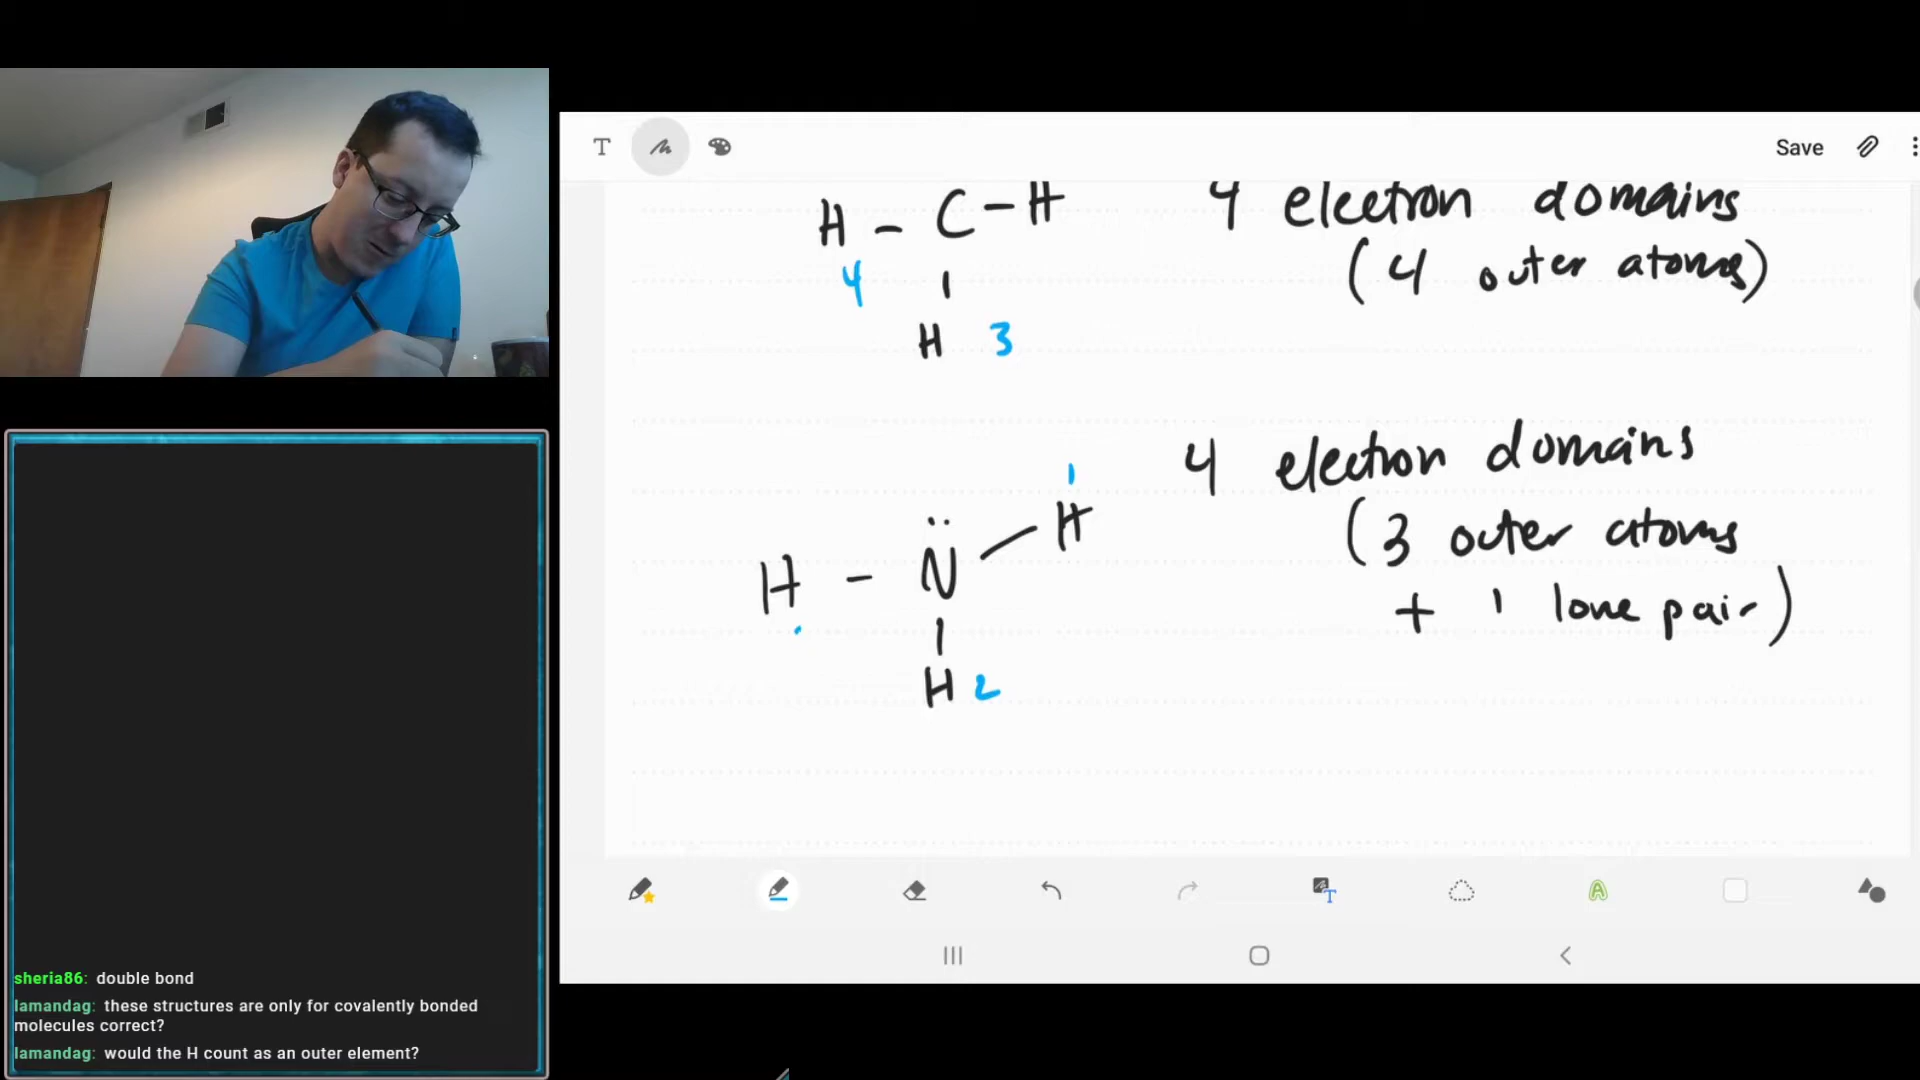 T
Save
H - C - H 4 electron domains
4 (4 outer atoms)
H 3
4 electron domains
1
H (3 outer atoms
H - N + 1 lone pair)
H 2
A
T
sheria86: double bond
lamandag: these structures are only for covalently bonded
molecules correct?
lamandag: would the H count as an outer element?